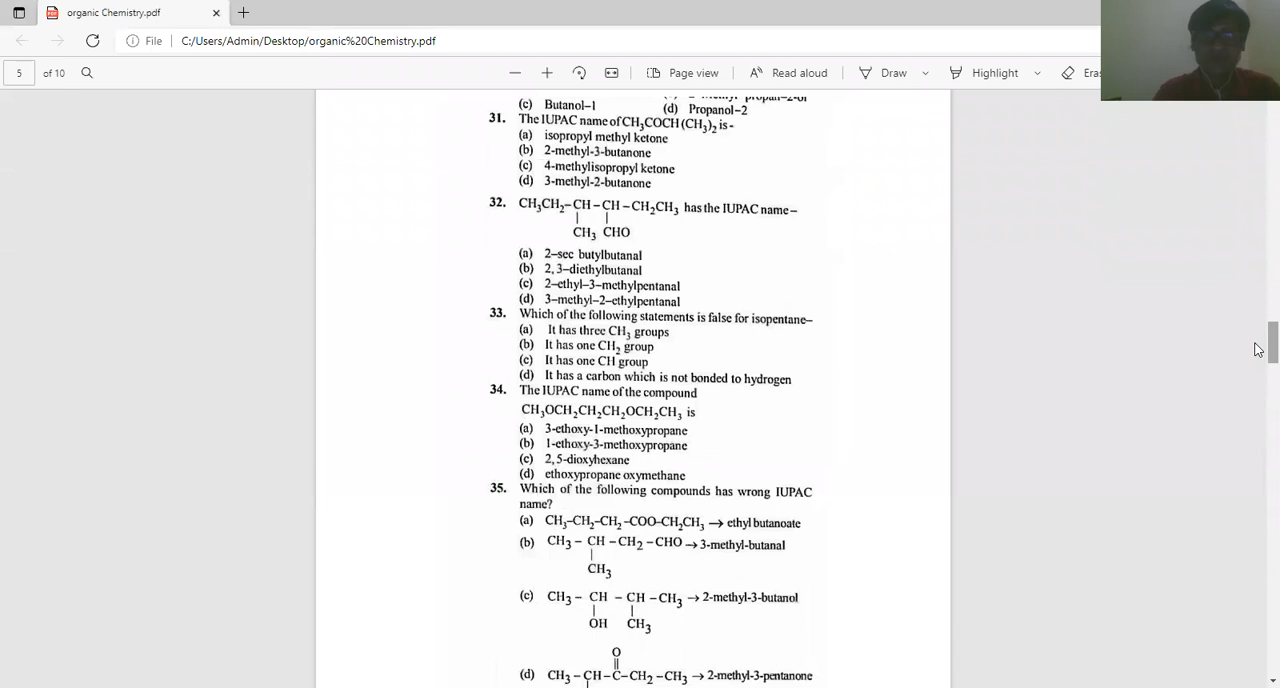 organic Chemistry.pdf
File C:/Users/Admin/Desktop/organic%20Chemistry.pdf
5 of 10 Page view Read aloud Draw Highlight Eras
(c) Butanol–1 (d) Propanol–2
31. The IUPAC name of CH₃COCH(CH₃)₂ is -
(a) isopropyl methyl ketone
(b) 2-methyl-3-butanone
(c) 4-methylisopropyl ketone
(d) 3-methyl-2-butanone
32. CH₃CH₂–CH–CH–CH₂CH₃ has the IUPAC name–
CH₃ CHO
(a) 2–sec butylbutanal
(b) 2,3–diethylbutanal
(c) 2–ethyl–3–methylpentanal
(d) 3–methyl–2–ethylpentanal
33. Which of the following statements is false for isopentane–
(a) It has three CH₃ groups
(b) It has one CH₂ group
(c) It has one CH group
(d) It has a carbon which is not bonded to hydrogen
34. The IUPAC name of the compound
CH₃OCH₂CH₂CH₂OCH₂CH₃ is
(a) 3-ethoxy-1-methoxypropane
(b) 1-ethoxy-3-methoxypropane
(c) 2,5-dioxyhexane
(d) ethoxypropane oxymethane
35. Which of the following compounds has wrong IUPAC
name?
(a) CH₃–CH₂–CH₂–COO–CH₂CH₃ → ethyl butanoate
(b) CH₃–CH–CH₂–CHO → 3-methyl-butanal
CH₃
(c) CH₃–CH–CH–CH₃ → 2-methyl-3-butanol
OH CH₃
O
(d) CH₃–CH–C–CH₂–CH₃ → 2-methyl-3-pentanone